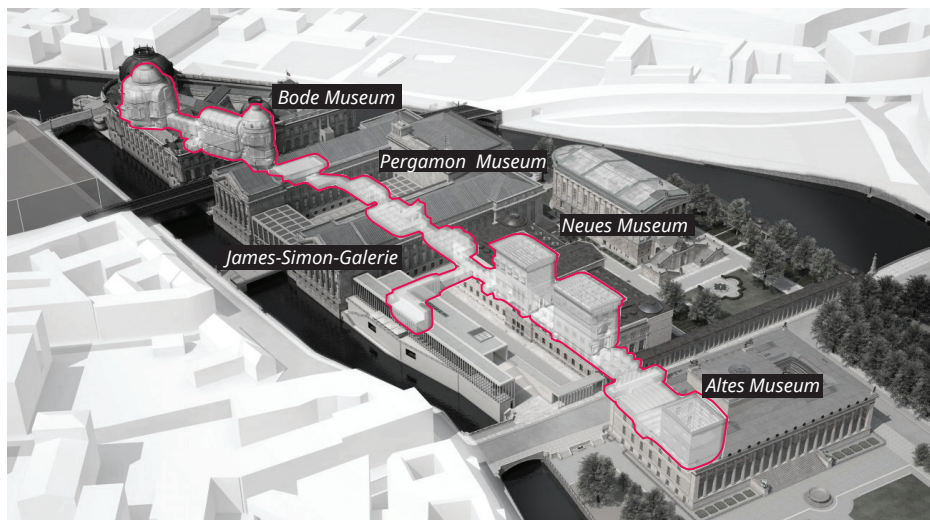 Bode Museum
Pergamon Museum
Neues Museum
James-Simon-Galerie
Altes Museum